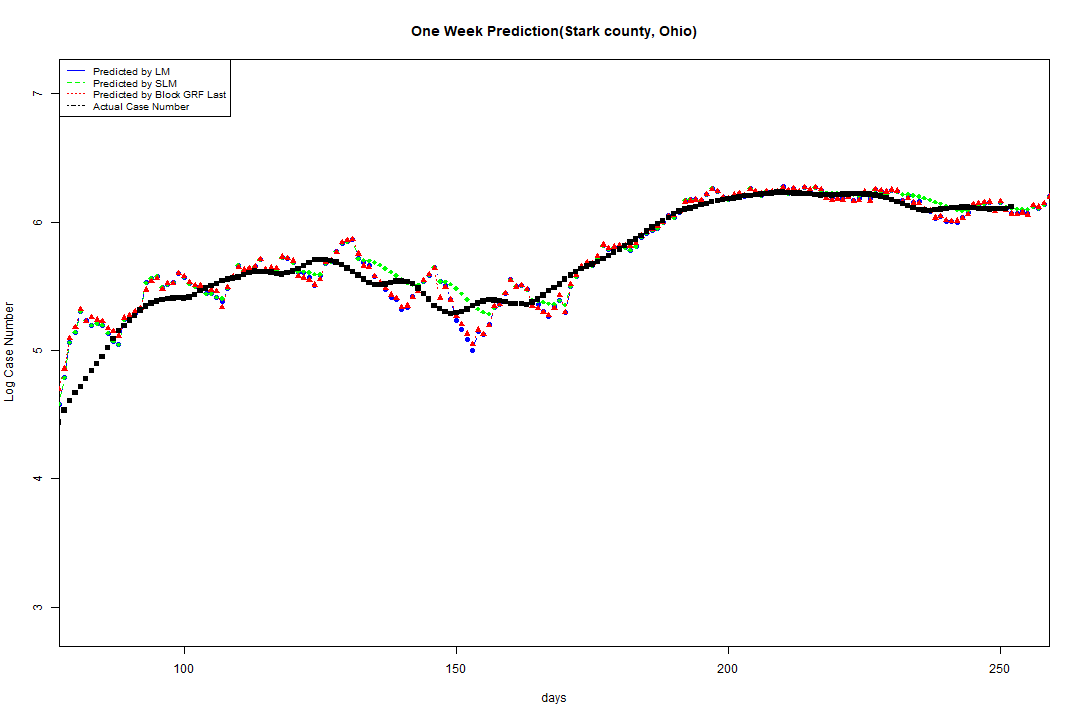 One Week Prediction(Stark county, Ohio)
Predicted by LM
Predicted by SLM
Predicted by Block GRF Last
Actual Case Number
7
6
5
4
3
Log Case Number
100 150 200 250
days